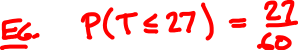 EG. P(T ≤ 27) = 27/60